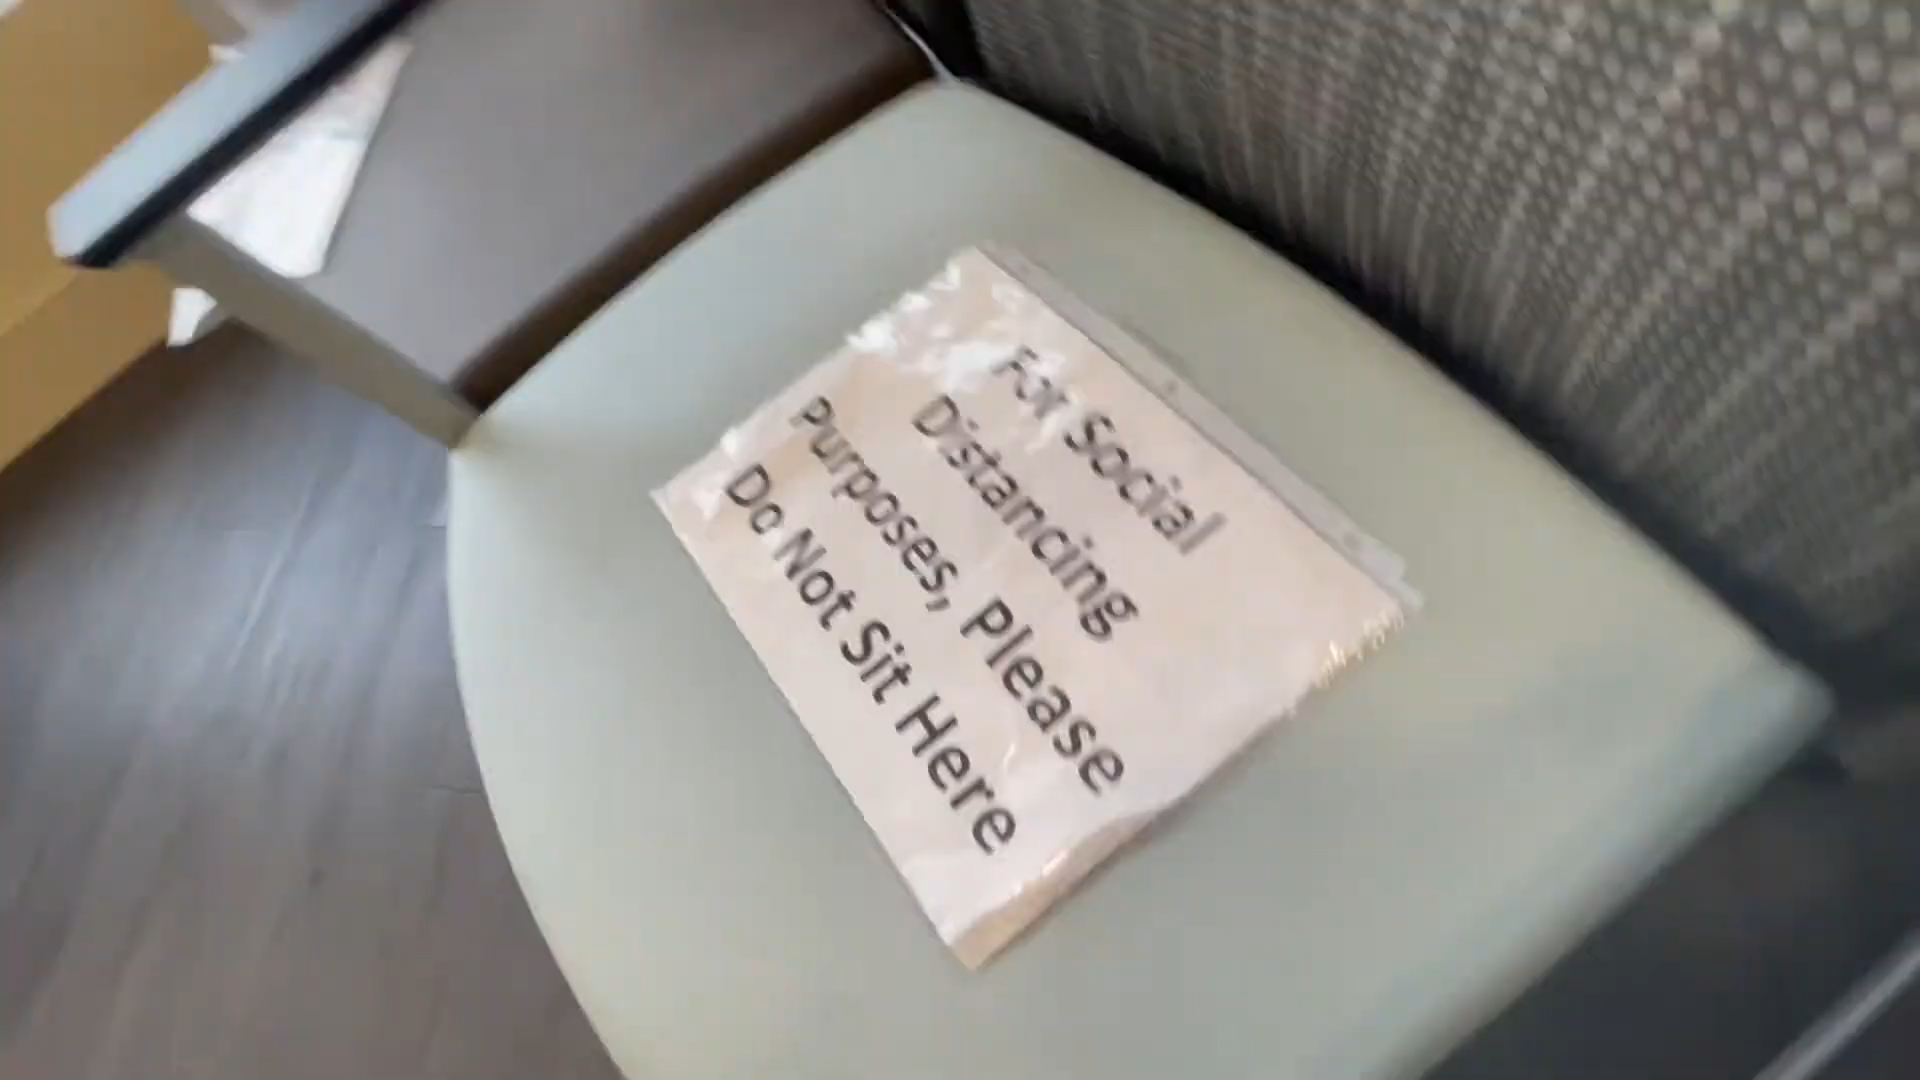 For Social
Distancing
Purposes, Please
Do Not Sit Here